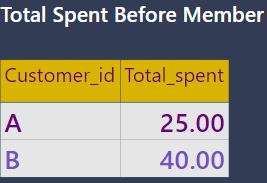 Total Spent Before Member
Customer_id Total_spent
A 25.00
B 40.00